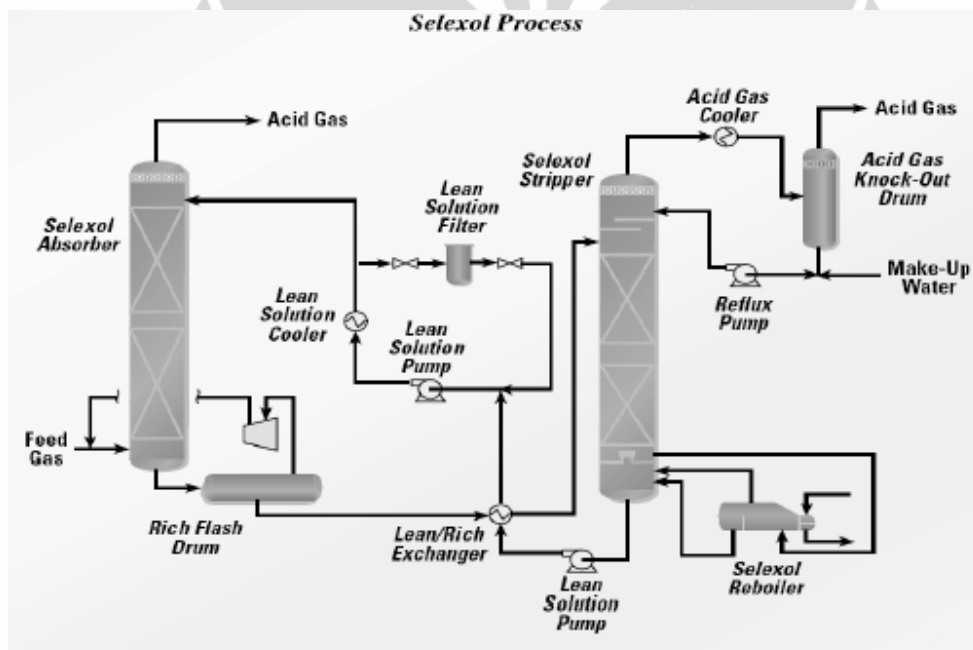 Selexol Process
Acid Gas
Selexol
Absorber
Feed
Gas
Rich Flash
Drum
Lean
Solution
Cooler
Lean
Solution
Filter
Lean
Solution
Pump
Lean/Rich
Exchanger
Lean
Solution
Pump
Selexol
Stripper
Acid Gas
Cooler
Acid Gas
Acid Gas
Knock-Out
Drum
Make-Up
Water
Reflux
Pump
Selexol
Reboiler